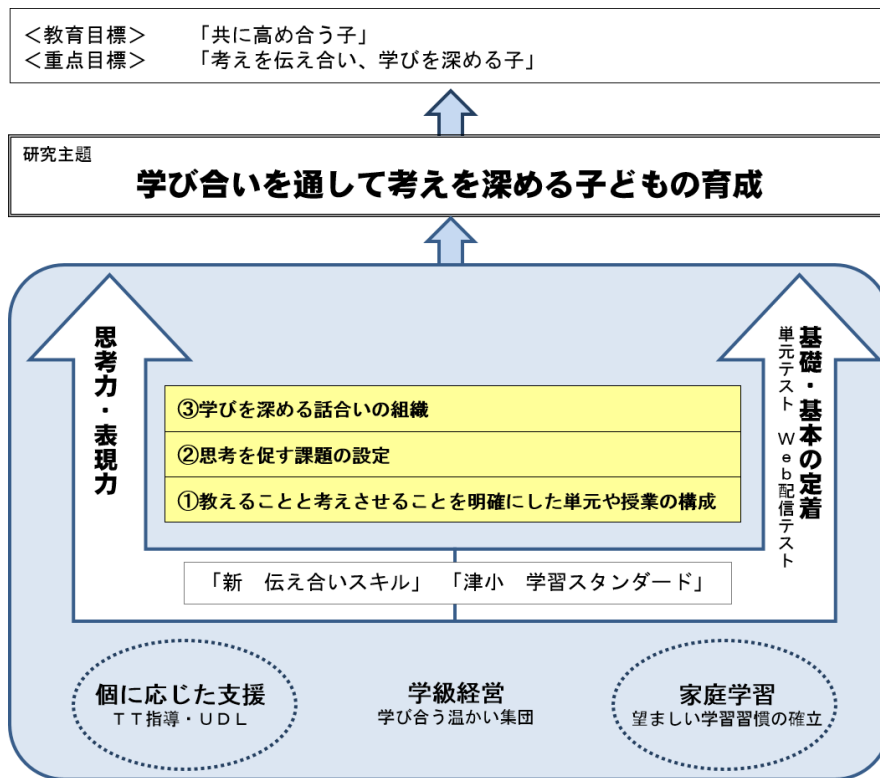 ＜教育目標＞　「共に高め合う子」
＜重点目標＞　「考えを伝え合い、学びを深める子」
研究主題
学び合いを通して考えを深める子どもの育成
思考力・表現力
基礎・基本の定着
単元テスト　Ｗｅｂ配信テスト
③学びを深める話合いの組織
②思考を促す課題の設定
①教えることと考えさせることを明確にした単元や授業の構成
「新　伝え合いスキル」　「津小　学習スタンダード」
個に応じた支援
ＴＴ指導・ＵＤＬ
学級経営
学び合う温かい集団
家庭学習
望ましい学習習慣の確立